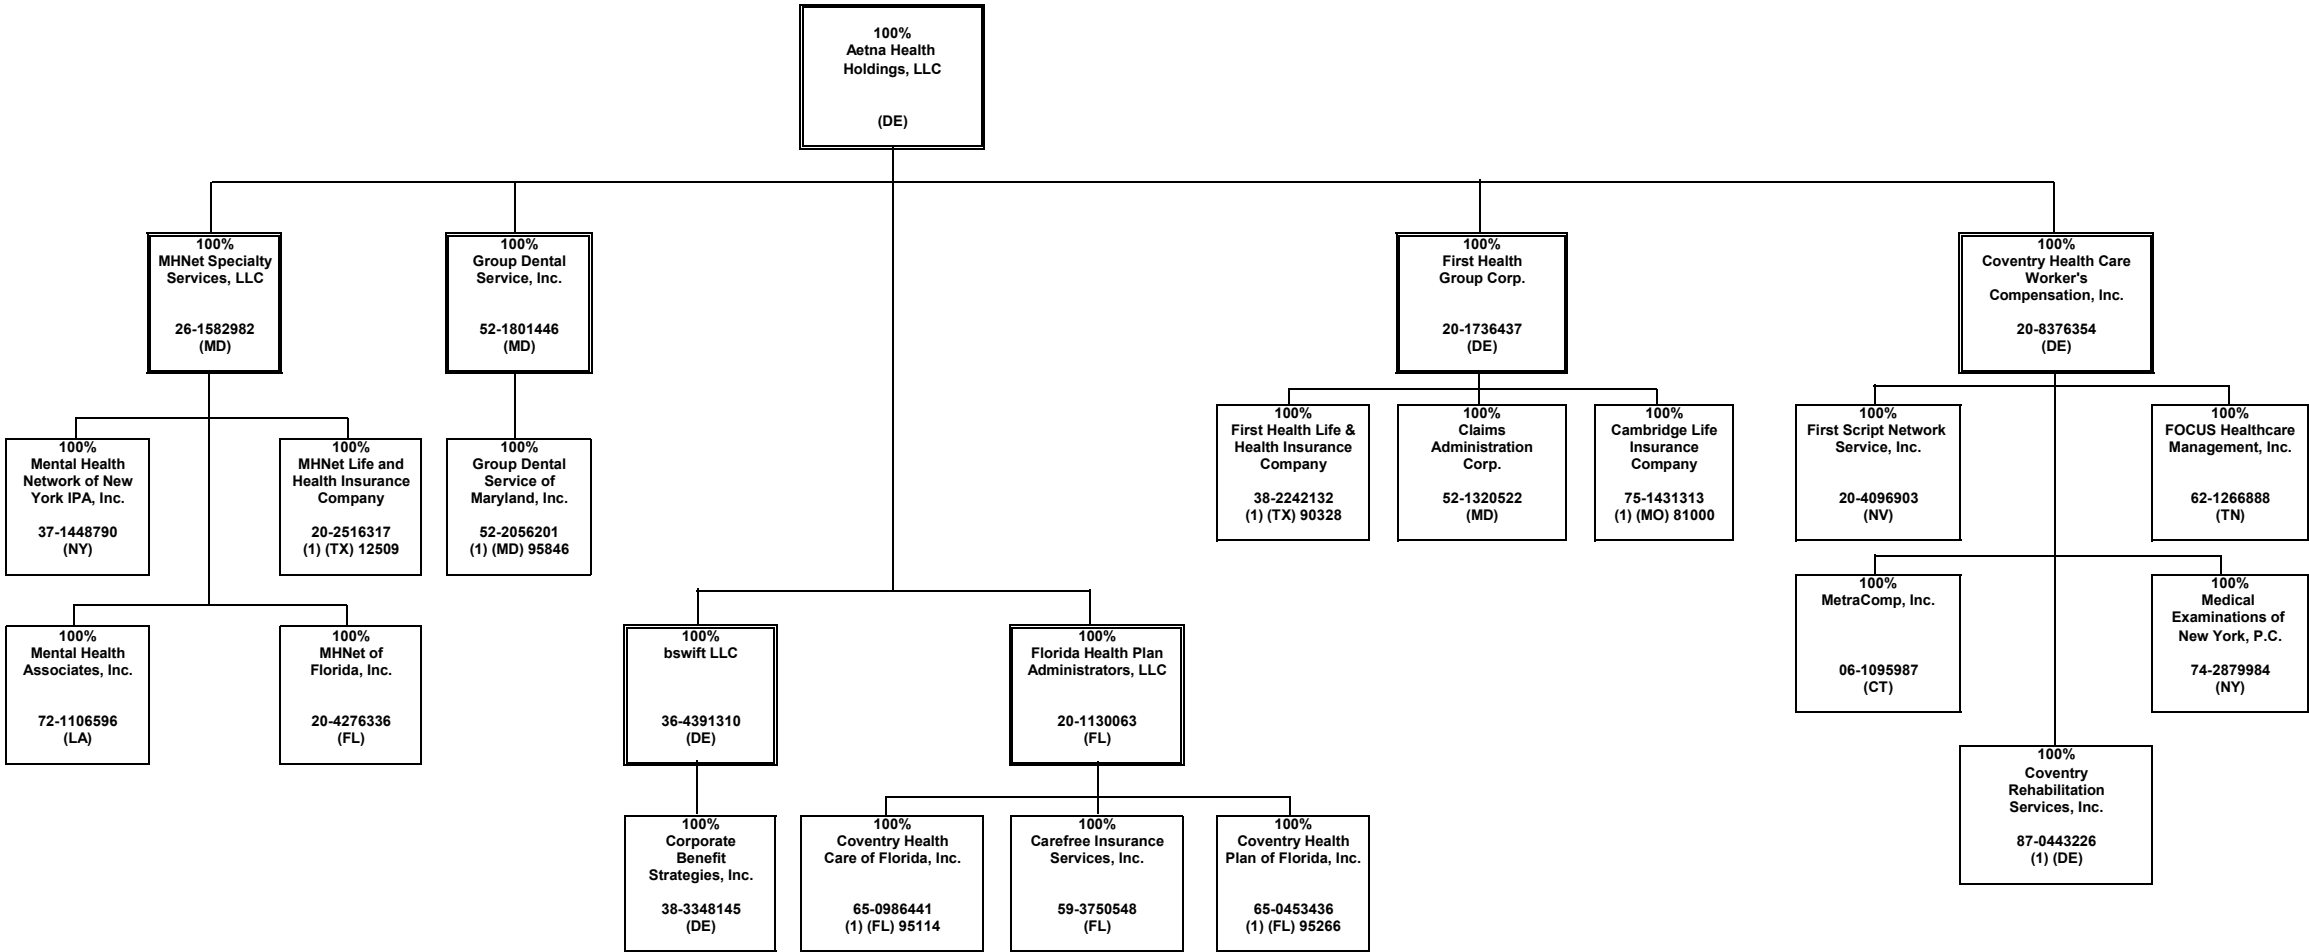 100%
Aetna Health
Holdings, LLC
(DE)
100%
MHNet Specialty
Services, LLC
26-1582982
(MD)
100%
Group Dental
Service, Inc.
52-1801446
(MD)
100%
First Health
Group Corp.
20-1736437
(DE)
100%
Coventry Health Care
Worker's
Compensation, Inc.
20-8376354
(DE)
100%
Mental Health
Network of New
York IPA, Inc.
37-1448790
(NY)
100%
MHNet Life and
Health Insurance
Company
20-2516317
(1) (TX) 12509
100%
Group Dental
Service of
Maryland, Inc.
52-2056201
(1) (MD) 95846
100%
First Health Life &
Health Insurance
Company
38-2242132
(1) (TX) 90328
100%
Claims
Administration
Corp.
52-1320522
(MD)
100%
Cambridge Life
Insurance
Company
75-1431313
(1) (MO) 81000
100%
First Script Network
Service, Inc.
20-4096903
(NV)
100%
FOCUS Healthcare
Management, Inc.
62-1266888
(TN)
100%
Mental Health
Associates, Inc.
72-1106596
(LA)
100%
MHNet of
Florida, Inc.
20-4276336
(FL)
100%
bswift LLC
36-4391310
(DE)
100%
Florida Health Plan
Administrators, LLC
20-1130063
(FL)
100%
MetraComp, Inc.
06-1095987
(CT)
100%
Medical
Examinations of
New York, P.C.
74-2879984
(NY)
100%
Coventry
Rehabilitation
Services, Inc.
87-0443226
(1) (DE)
100%
Corporate
Benefit
Strategies, Inc.
38-3348145
(DE)
100%
Coventry Health
Care of Florida, Inc.
65-0986441
(1) (FL) 95114
100%
Carefree Insurance
Services, Inc.
59-3750548
(FL)
100%
Coventry Health
Plan of Florida, Inc.
65-0453436
(1) (FL) 95266